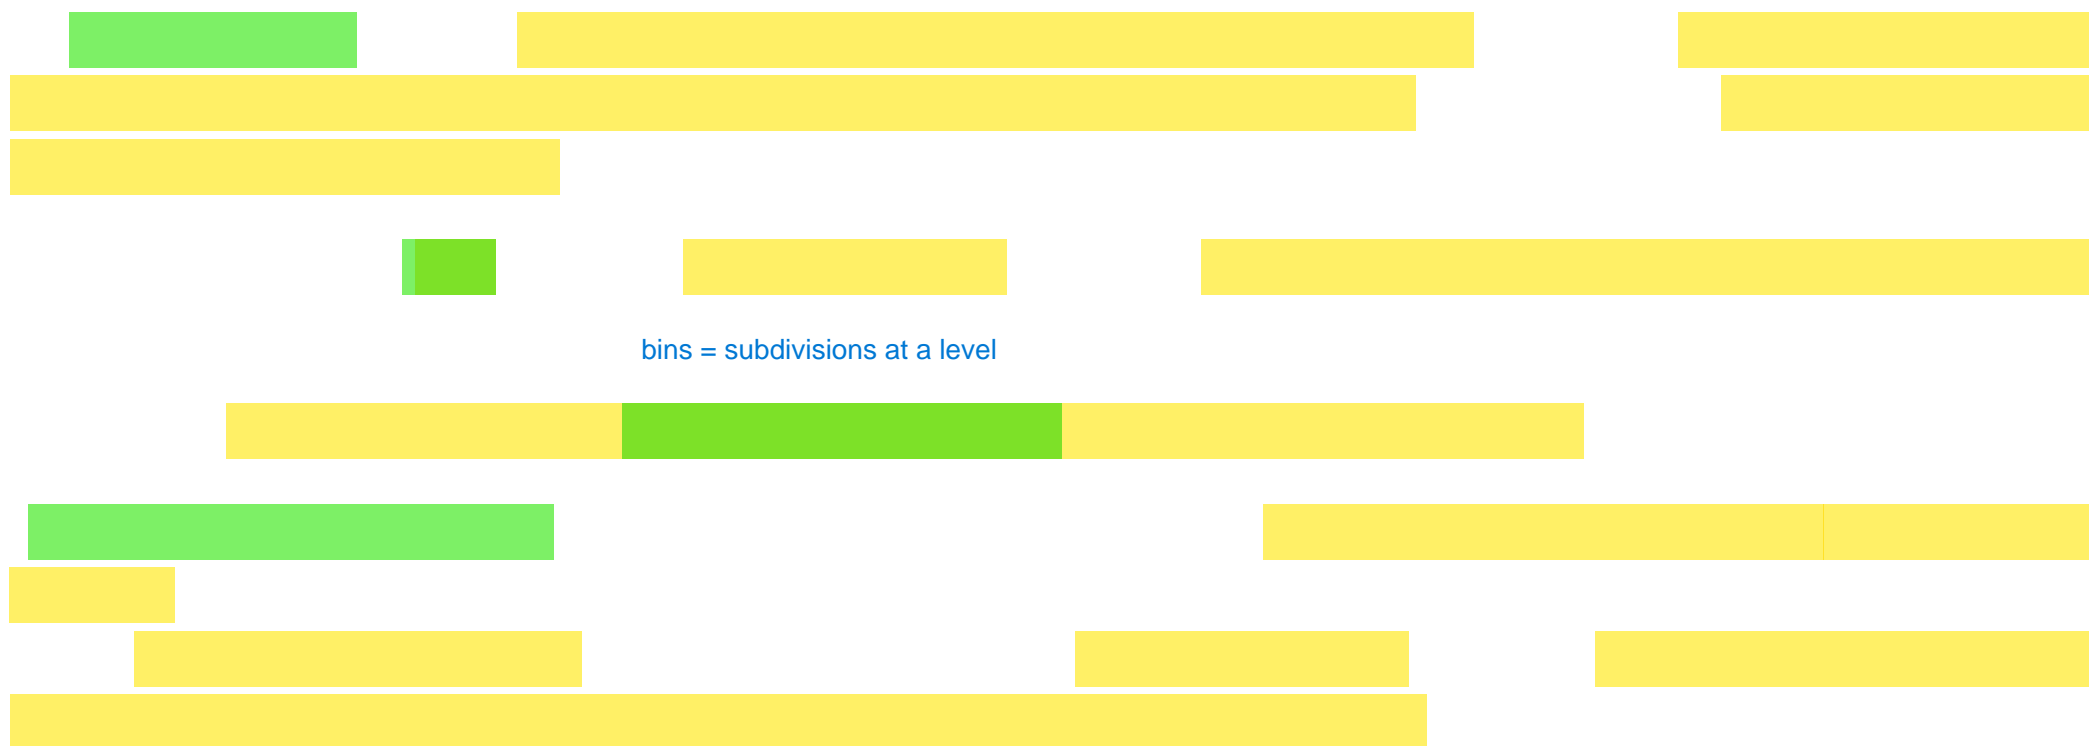 bins = subdivisions at a level